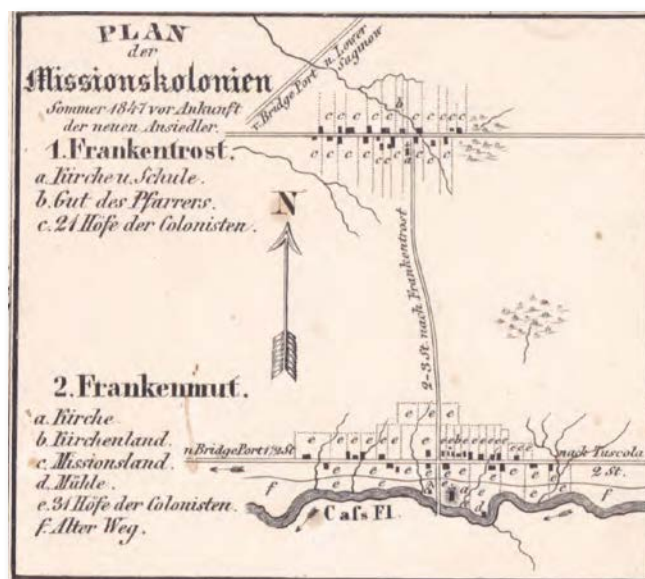 PLAN
der
Missionskolonien
Sommer 1847 vor Ankunft
der neuen Ansiedler.
1. Frankentrost.
a. Kirche u. Schule.
b. Gut des Pfarrers.
c. 21 Höfe der Colonisten.
v. Bridge Port u. Lower
Saginow
b
c c c c c c c c c
c c c c c c c
N
2-3 St. nach Frankentrost
2. Frankenmut.
a. Kirche
b. Kirchenland.
c. Missionsland.
d. Mühle.
e. 31 Höfe der Colonisten.
f. Alter Weg.
n. Bridge Port 1½ St.
nach Tuscola
2 St.
e e e
f
f
d
Cass Fl.